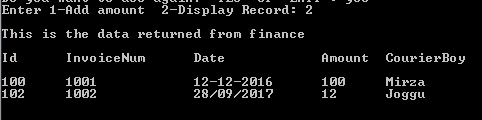 Enter 1-Add amount 2-Display Record: 2
This is the data returned from finance
Id InvoiceNum Date Amount CourierBoy
100 1001 12-12-2016 100 Mirza
102 1002 28/09/2017 12 Joggu